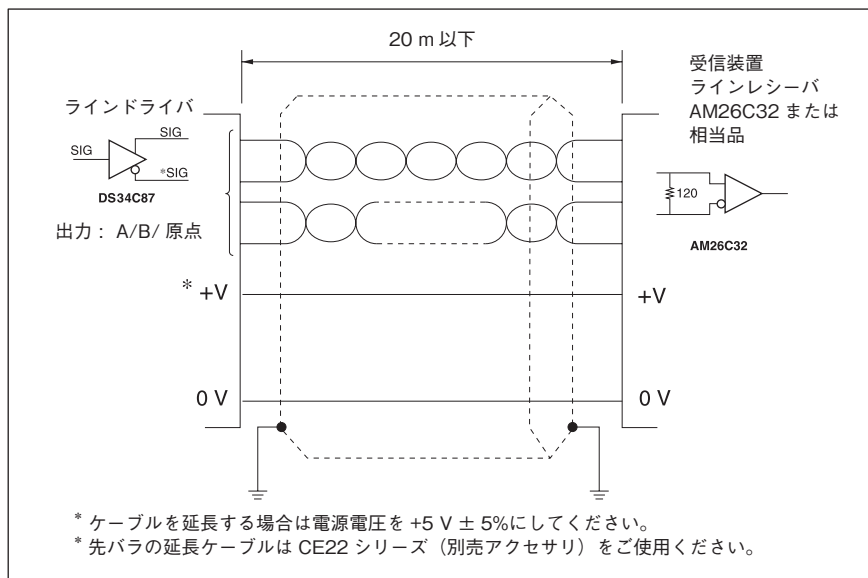 20 m 以下
受信装置
ラインレシーバ
AM26C32 または
相当品
ラインドライバ
SIG
SIG
*SIG
DS34C87
120
AM26C32
出力 : A/B/ 原点
* +V
+V
0 V
0 V
* ケーブルを延長する場合は電源電圧を +5 V ± 5%にしてください。
* 先バラの延長ケーブルは CE22 シリーズ（別売アクセサリ）をご使用ください。